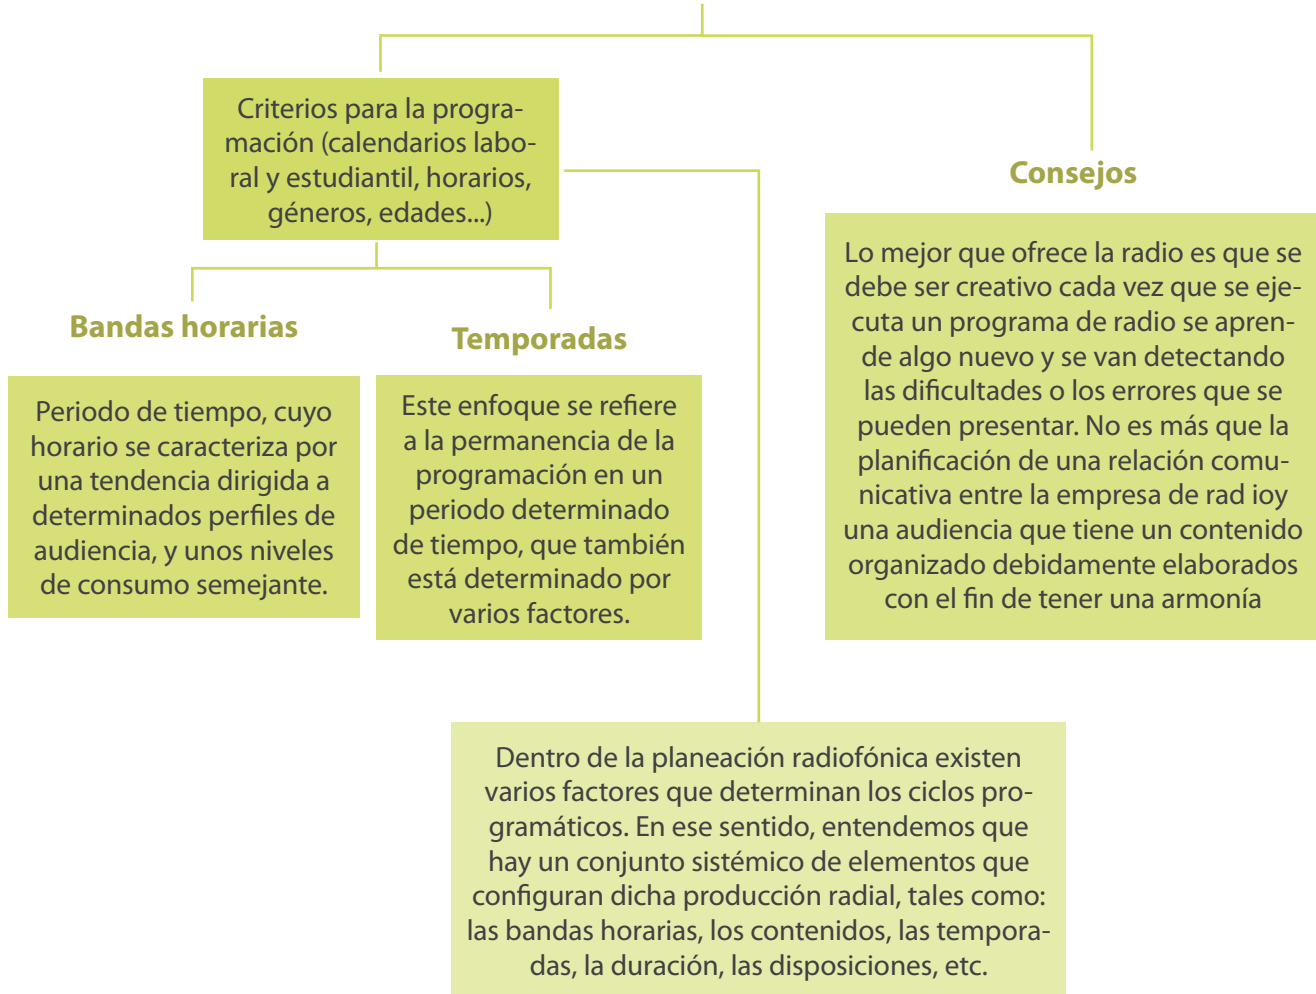 Criterios para la progra-
mación (calendarios labo-
ral y estudiantil, horarios,
géneros, edades...)
Bandas horarias
Periodo de tiempo, cuyo
horario se caracteriza por
una tendencia dirigida a
determinados perfiles de
audiencia, y unos niveles
de consumo semejante.
Temporadas
Este enfoque se refiere
a la permanencia de la
programación en un
periodo determinado
de tiempo, que también
está determinado por
varios factores.
Consejos
Lo mejor que ofrece la radio es que se
debe ser creativo cada vez que se eje-
cuta un programa de radio se apren-
de algo nuevo y se van detectando
las dificultades o los errores que se
pueden presentar. No es más que la
planificación de una relación comu-
nicativa entre la empresa de rad ioy
una audiencia que tiene un contenido
organizado debidamente elaborados
con el fin de tener una armonía
Dentro de la planeación radiofónica existen
varios factores que determinan los ciclos pro-
gramáticos. En ese sentido, entendemos que
hay un conjunto sistémico de elementos que
configuran dicha producción radial, tales como:
las bandas horarias, los contenidos, las tempora-
das, la duración, las disposiciones, etc.